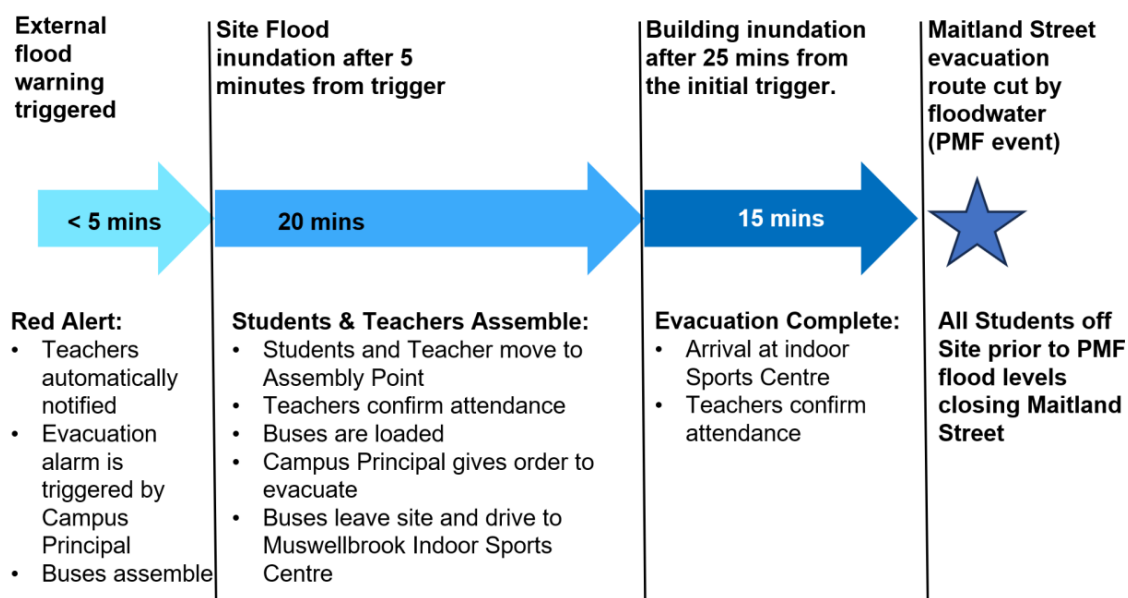 External
flood
warning
triggered
Site Flood
inundation after 5
minutes from trigger
Building inundation
after 25 mins from
the initial trigger.
Maitland Street
evacuation
route cut by
floodwater
(PMF event)
< 5 mins
20 mins
15 mins
Red Alert:
• Teachers
automatically
notified
• Evacuation
alarm is
triggered by
Campus
Principal
• Buses assemble
Students & Teachers Assemble:
• Students and Teacher move to
Assembly Point
• Teachers confirm attendance
• Buses are loaded
• Campus Principal gives order to
evacuate
• Buses leave site and drive to
Muswellbrook Indoor Sports
Centre
Evacuation Complete:
• Arrival at indoor
Sports Centre
• Teachers confirm
attendance
All Students off
Site prior to PMF
flood levels
closing Maitland
Street